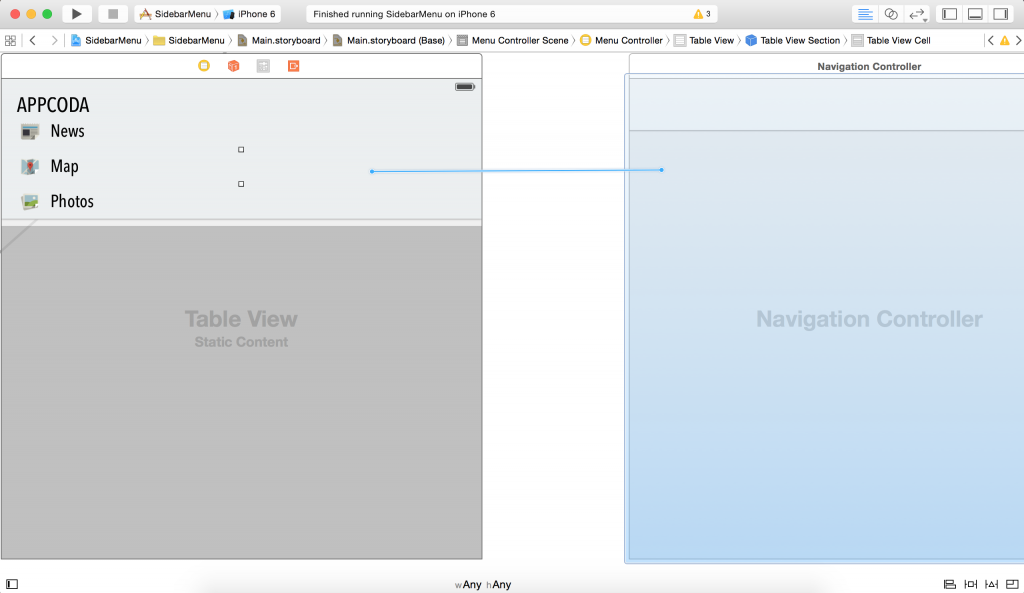 SidebarMenu 〉 iPhone 6
Finished running SidebarMenu on iPhone 6
3
SidebarMenu 〉 SidebarMenu 〉 Main.storyboard 〉 Main.storyboard (Base) 〉 Menu Controller Scene 〉 Menu Controller 〉 Table View 〉 Table View Section 〉 Table View Cell
Navigation Controller
APPCODA
News
Map
Photos
Table View
Static Content
Navigation Controller
wAny hAny